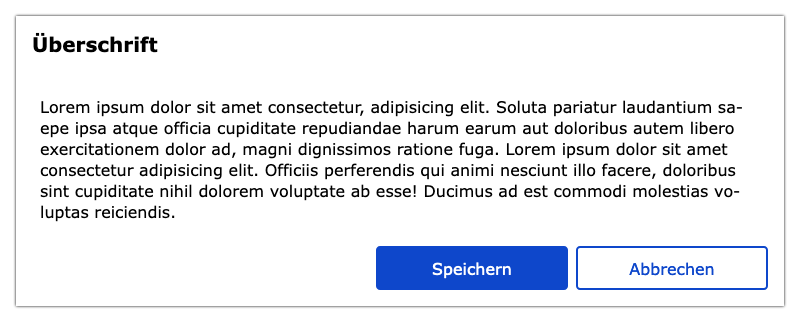 Überschrift
Lorem ipsum dolor sit amet consectetur, adipisicing elit. Soluta pariatur laudantium sa-
epe ipsa atque officia cupiditate repudiandae harum earum aut doloribus autem libero
exercitationem dolor ad, magni dignissimos ratione fuga. Lorem ipsum dolor sit amet
consectetur adipisicing elit. Officiis perferendis qui animi nesciunt illo facere, doloribus
sint cupiditate nihil dolorem voluptate ab esse! Ducimus ad est commodi molestias vo-
luptas reiciendis.
Speichern
Abbrechen